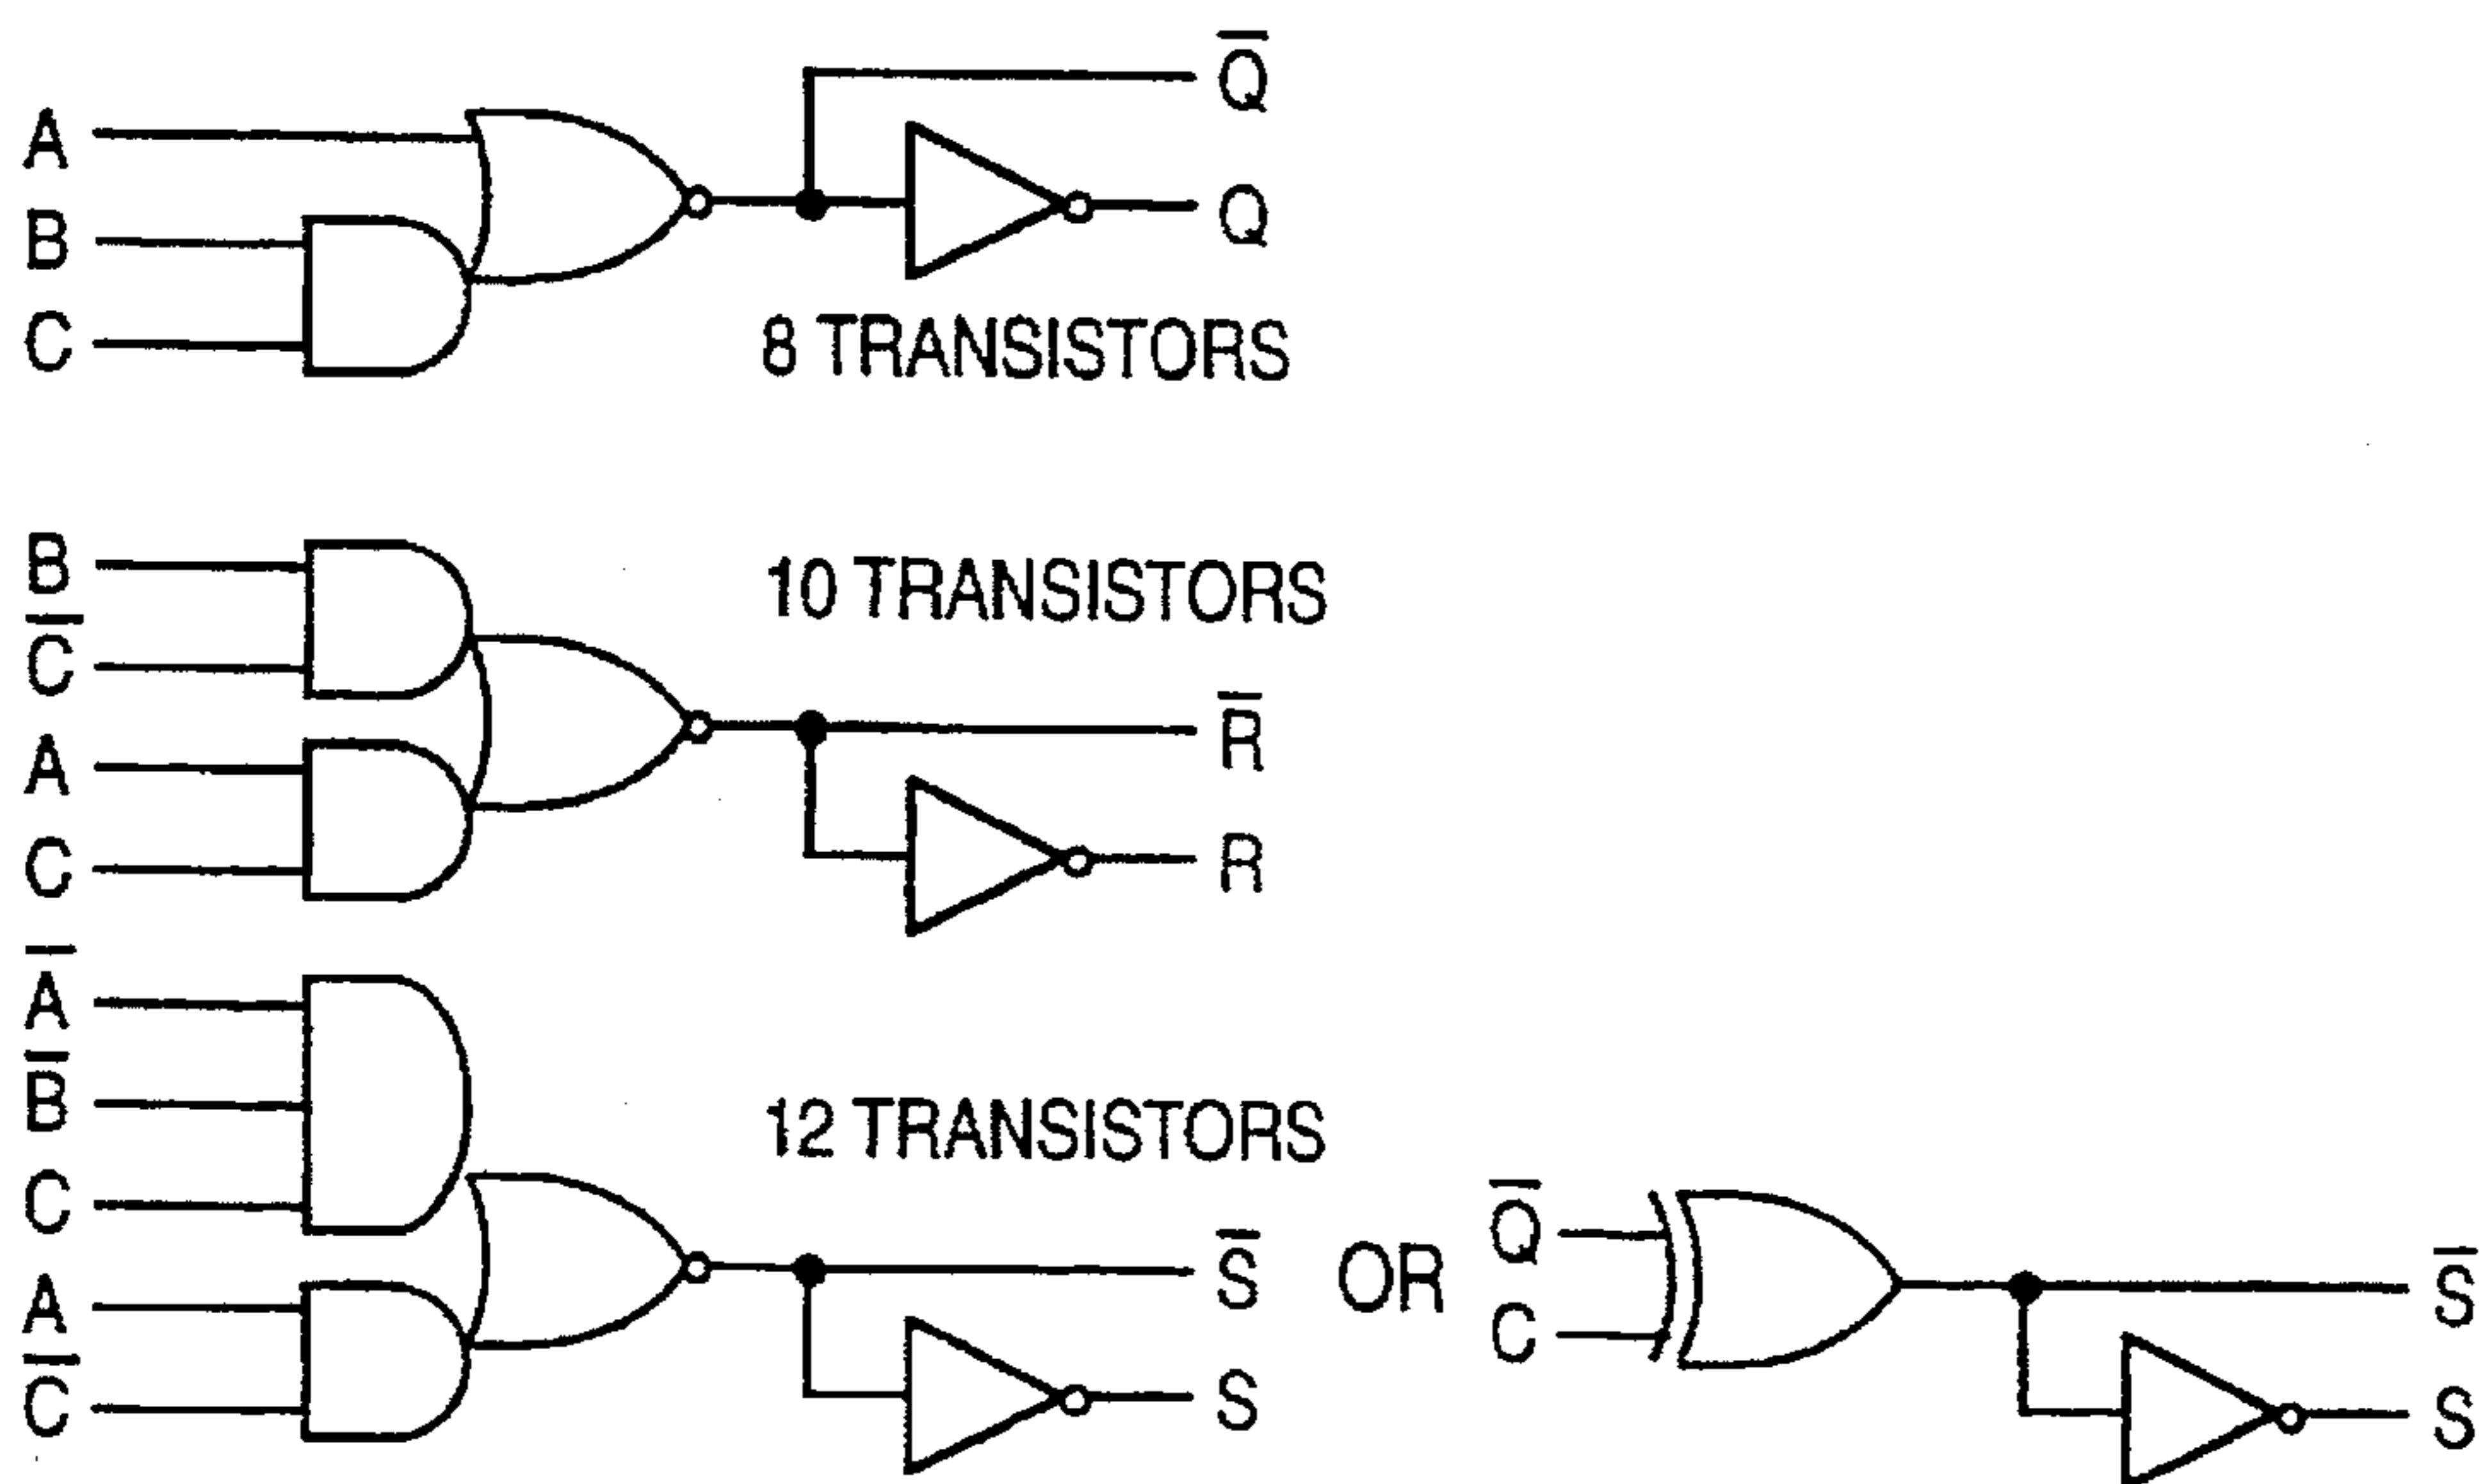 A
B
C
Q̅
Q
8 TRANSISTORS
B
C̅
A
C
10 TRANSISTORS
R̅
R
A̅
B̅
C
A
C̅
12 TRANSISTORS
S̅
S
OR
Q̅
C
S̅
S